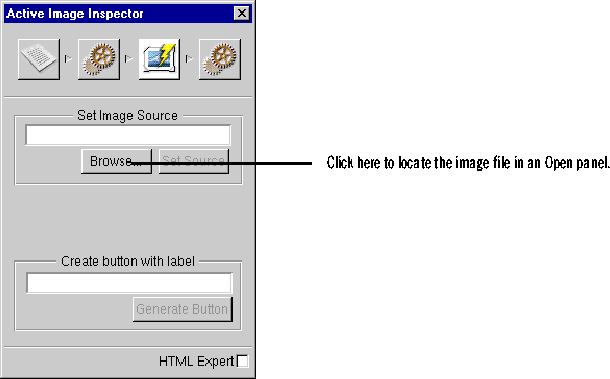 Active Image Inspector
Set Image Source
Browse... Set Source
Click here to locate the image file in an Open panel.
Create button with label
Generate Button
HTML Expert